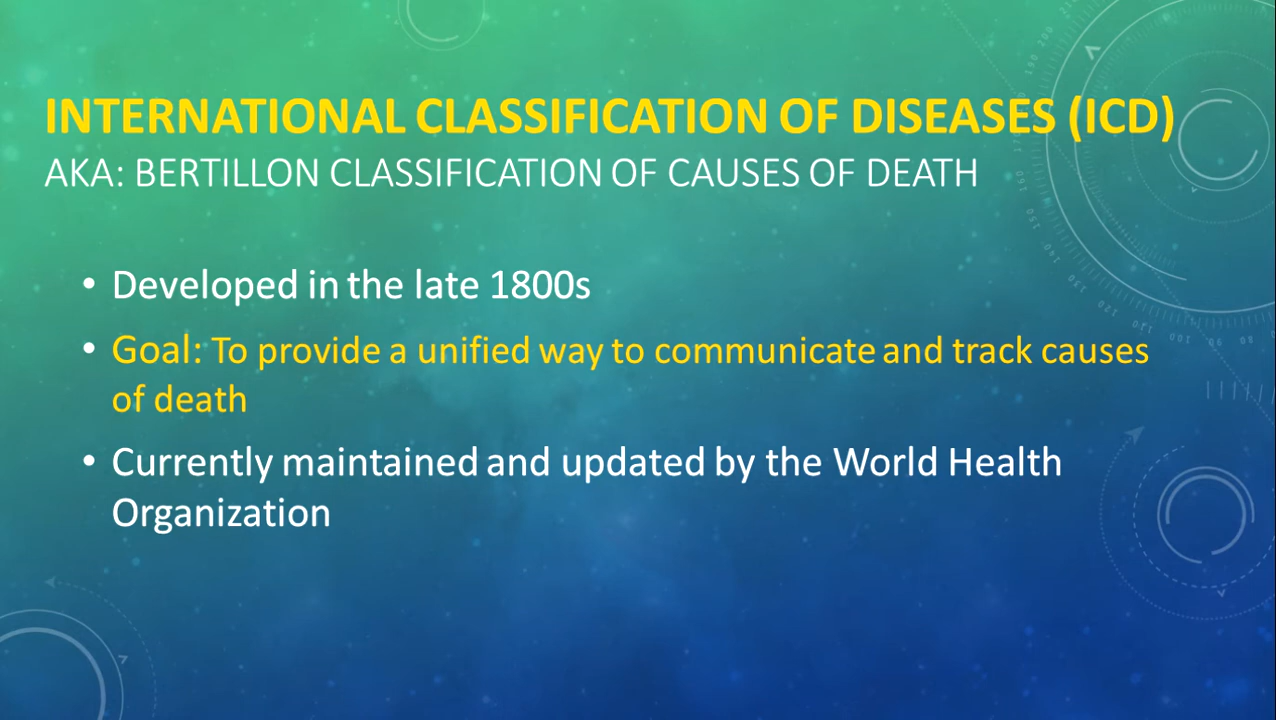 INTERNATIONAL CLASSIFICATION OF DISEASES (ICD)
AKA: BERTILLON CLASSIFICATION OF CAUSES OF DEATH
• Developed in the late 1800s
• Goal: To provide a unified way to communicate and track causes
of death
• Currently maintained and updated by the World Health
Organization